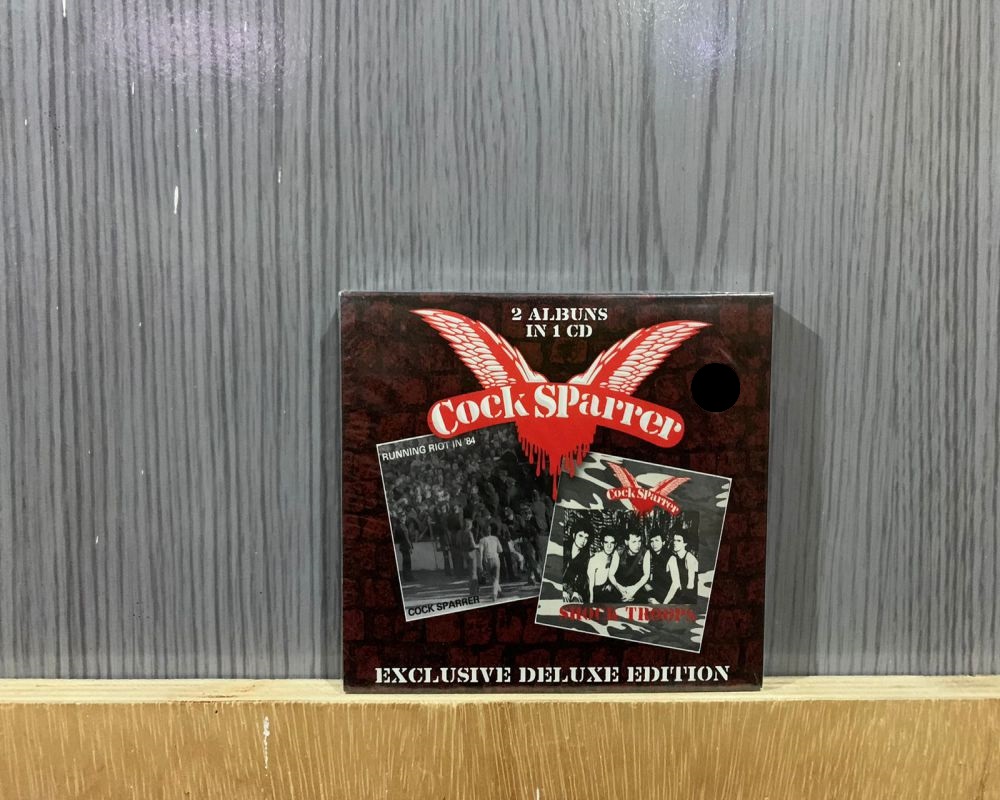 2 ALBUNS
IN 1 CD
Cock SParrer
RUNNING RIOT IN '84
COCK SPARRER
Cock SParrer
SHOCK TROOPS
EXCLUSIVE DELUXE EDITION